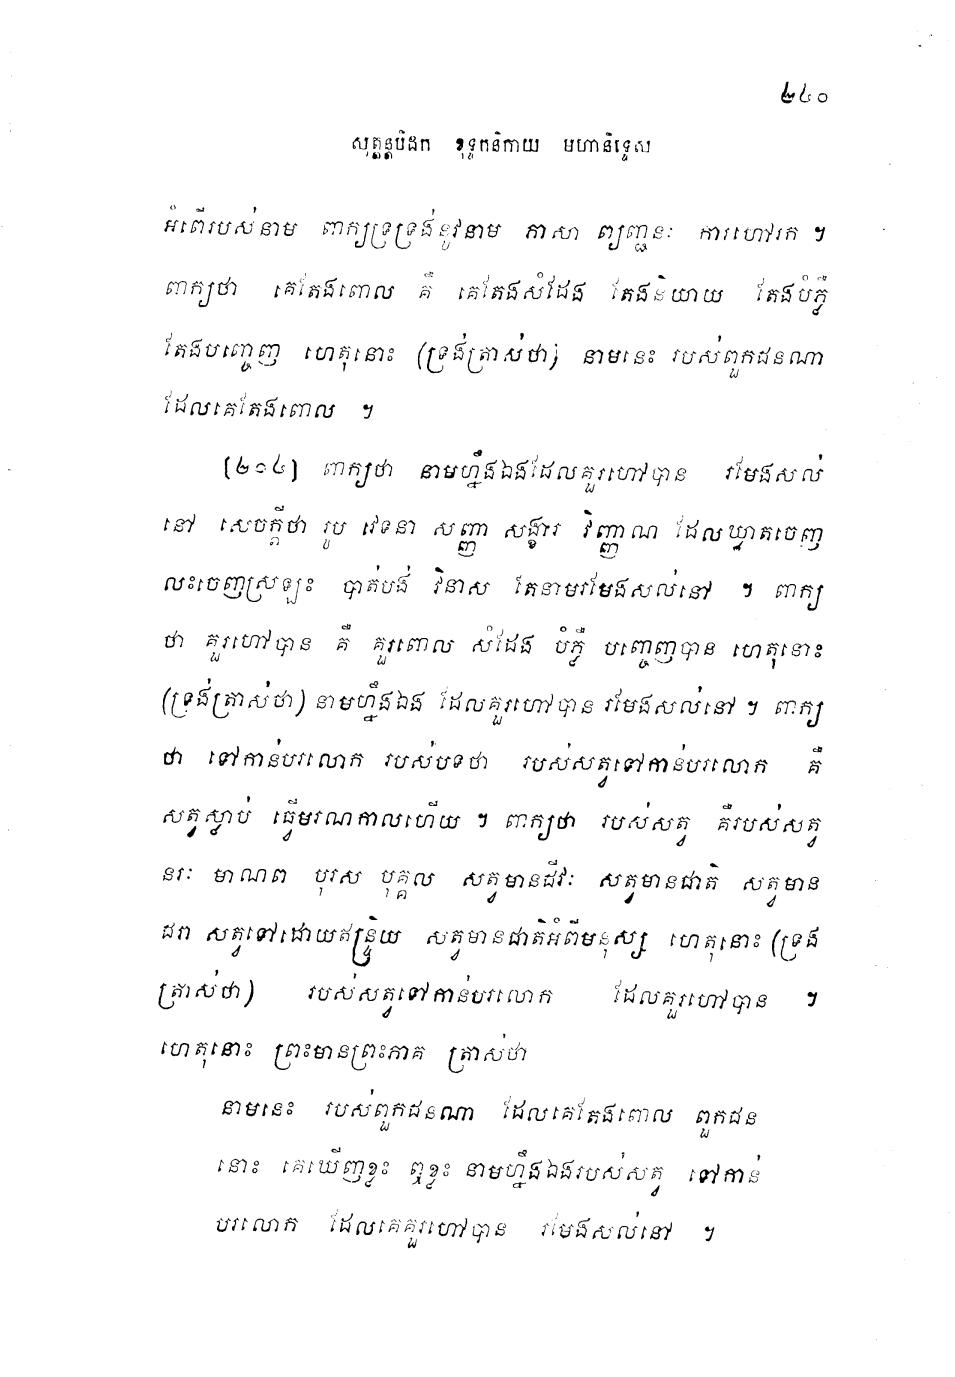 ២៤០
សុត្តន្តបិដក ខុទ្ទកនិកាយ មហានិទ្ទេស
អំពើរបស់នាម ពាក្យទ្រទ្រង់នូវនាម ភាសា ព្យញ្ជនៈ ការហៅរក ។
ពាក្យថា គេតែងពោល គឺ គេតែងសំដែង តែងនិយាយ តែងបំភ្លឺ
តែងបញ្ចេញ ហេតុនោះ (ទ្រង់ត្រាស់ថា) នាមនេះ របស់ពួកជនណា
ដែលគេតែងពោល ។
[២១៤] ពាក្យថា នាមហ្នឹងឯងដែលគួរហៅបាន រមែងសល់
នៅ សេចក្តីថា រូប វេទនា សញ្ញា សង្ខារ វិញ្ញាណ ដែលឃ្លាតចេញ
លះចេញស្រឡះ បាត់បង់ វិនាស តែនាមរមែងសល់នៅ ។ ពាក្យ
ថា គួរហៅបាន គឺ គួរពោល សំដែង បំភ្លឺ បញ្ចេញបាន ហេតុនោះ
(ទ្រង់ត្រាស់ថា) នាមហ្នឹងឯង ដែលគួរហៅបាន រមែងសល់នៅ ។ ពាក្យ
ថា ទៅកាន់បរលោក របស់បទថា របស់សត្វទៅកាន់បរលោក គឺ
សត្វស្លាប់ ធ្វើមរណកាលហើយ ។ ពាក្យថា របស់សត្វ គឺរបស់សត្វ
នរៈ មាណព បុរស បុគ្គល សត្វមានជីវៈ សត្វមានជាតិ សត្វមាន
ជរា សត្វទៅដោយឥន្ទ្រិយ សត្វមានជាតិអំពីមនុស្ស ហេតុនោះ (ទ្រង់
ត្រាស់ថា) របស់សត្វទៅកាន់បរលោក ដែលគួរហៅបាន ។
ហេតុនោះ ព្រះមានព្រះភាគ ត្រាស់ថា
នាមនេះ របស់ពួកជនណា ដែលគេតែងពោល ពួកជន
នោះ គេឃើញខ្លះ ឮខ្លះ នាមហ្នឹងឯងរបស់សត្វ ទៅកាន់
បរលោក ដែលគេគួរហៅបាន រមែងសល់នៅ ។